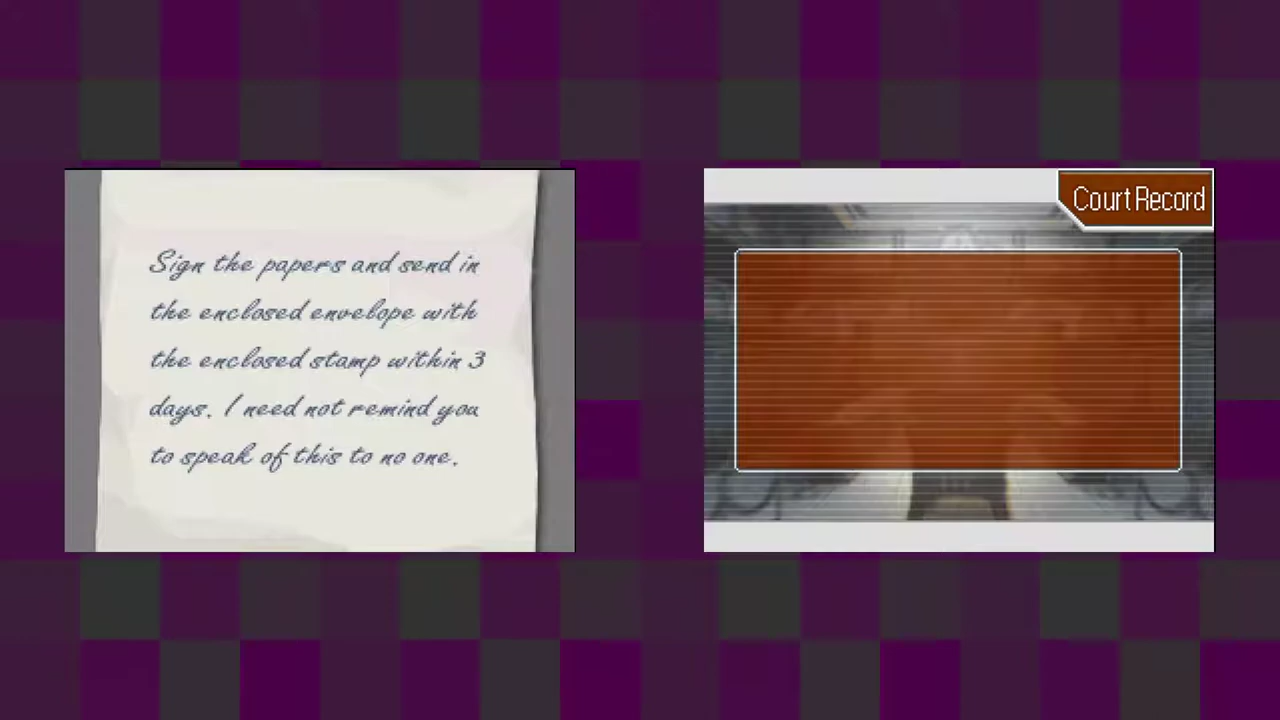 Sign the papers and send in
the enclosed envelope with
the enclosed stamp within 3
days. I need not remind you
to speak of this to no one.
Court Record